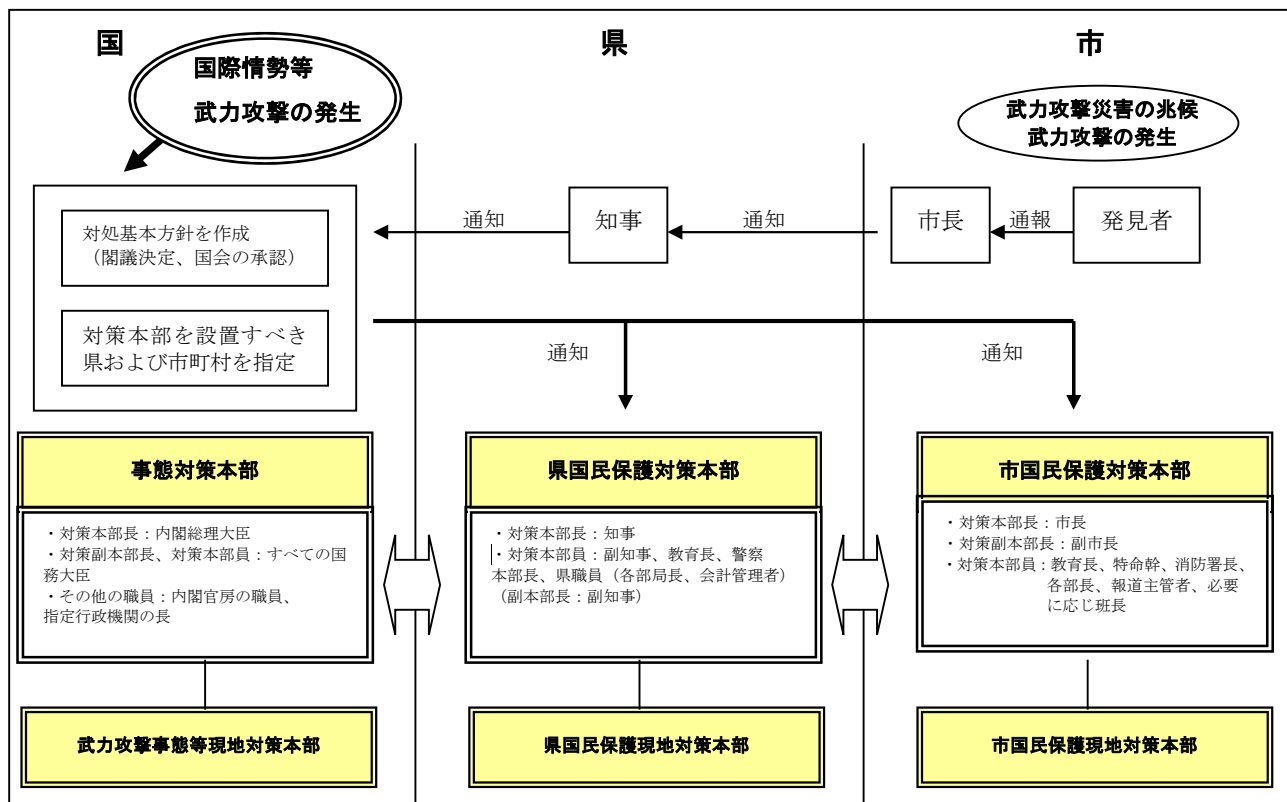 国
県
市
国際情勢等
武力攻撃の発生
武力攻撃災害の兆候
武力攻撃の発生
対処基本方針を作成
(閣議決定、国会の承認)
対策本部を設置すべき
県および市町村を指定
通知
知事
通知
市長
通報
発見者
通知
通知
事態対策本部
・対策本部長:内閣総理大臣
・対策副本部長、対策本部員:すべての国
務大臣
・その他の職員:内閣官房の職員、
指定行政機関の長
県国民保護対策本部
・対策本部長:知事
・対策本部員:副知事、教育長、警察
本部長、県職員(各部局長、会計管理者)
(副本部長:副知事)
市国民保護対策本部
・対策本部長:市長
・対策副本部長:副市長
・対策本部員:教育長、特命幹、消防署長、
各部長、報道主管者、必要
に応じ班長
武力攻撃事態等現地対策本部
県国民保護現地対策本部
市国民保護現地対策本部